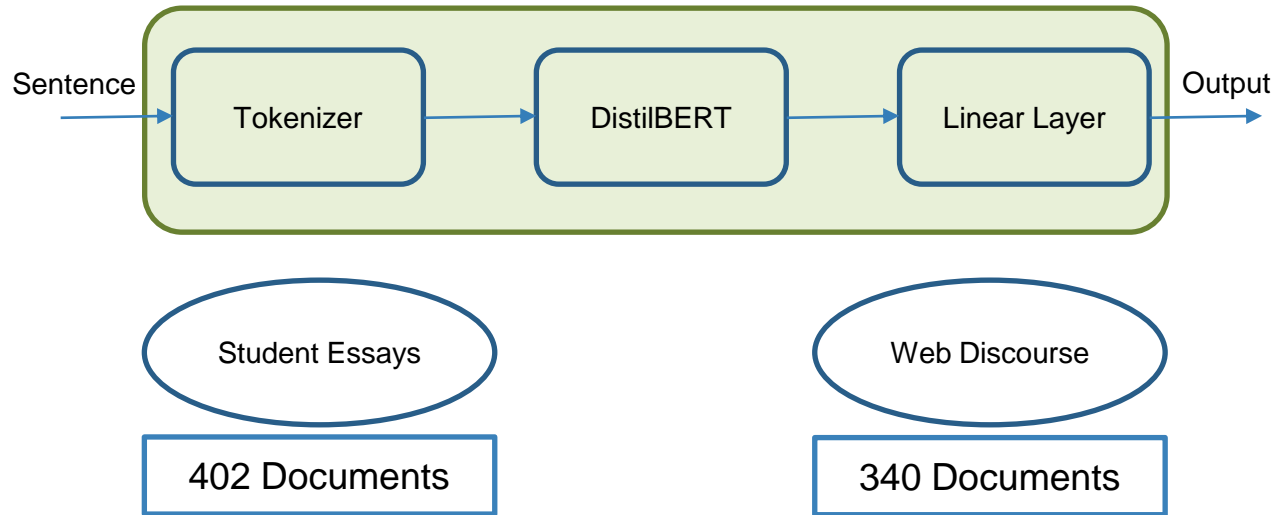 Sentence
Tokenizer
DistilBERT
Linear Layer
Output
Student Essays
Web Discourse
402 Documents
340 Documents